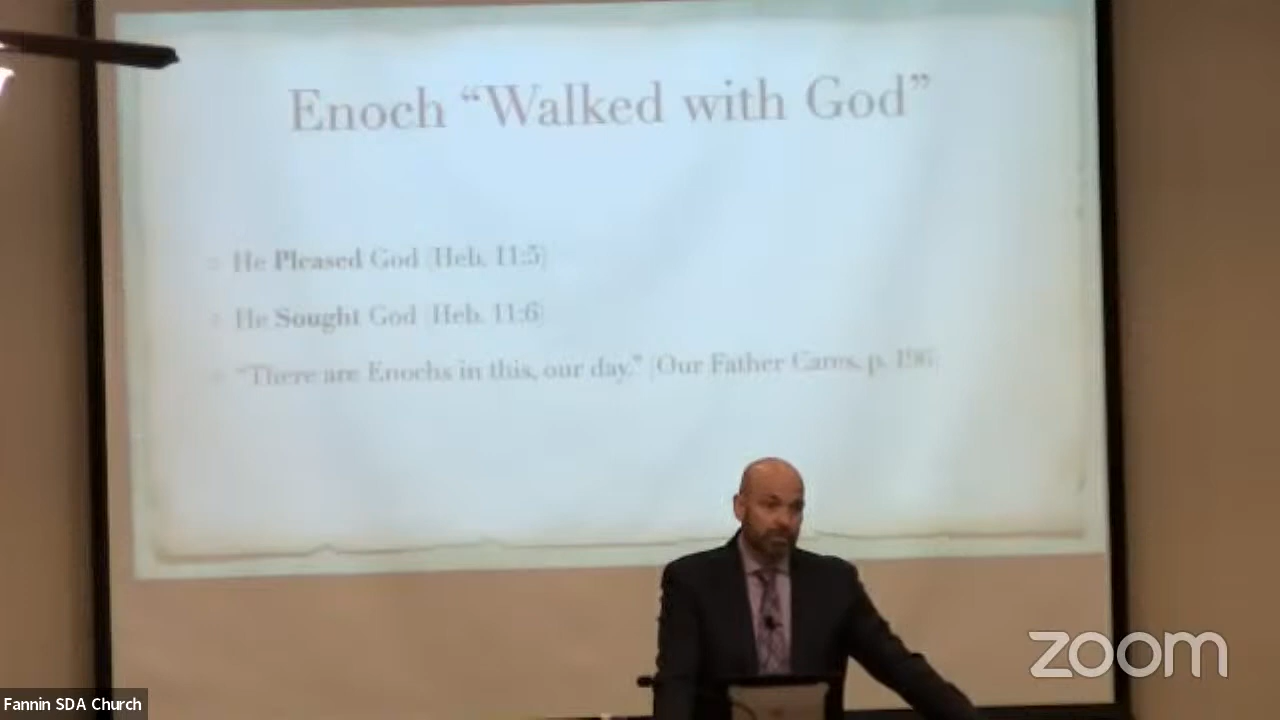 Enoch “Walked with God”
He Pleased God (Heb. 11:5)
He Sought God (Heb. 11:6)
“There are Enochs in this, our day.” (Our Father Cares, p. 196)
zoom
Fannin SDA Church